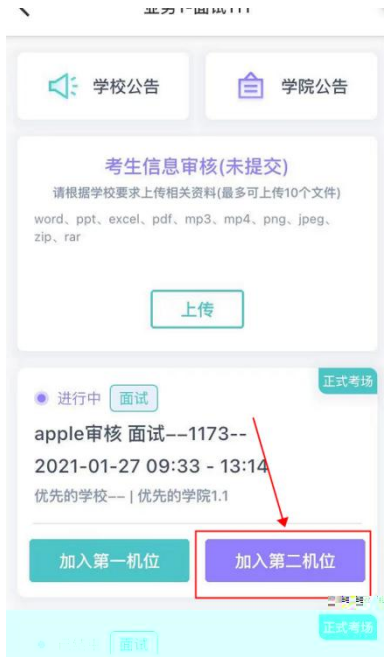 学校公告
学院公告
考生信息审核(未提交)
请根据学校要求上传相关资料(最多可上传10个文件)
word、ppt、excel、pdf、mp3、mp4、png、jpeg、
zip、rar
上传
正式考场
进行中 面试
apple审核 面试--1173--
2021-01-27 09:33 - 13:14
优先的学校-- | 优先的学院1.1
加入第一机位
加入第二机位
正式考场
面试